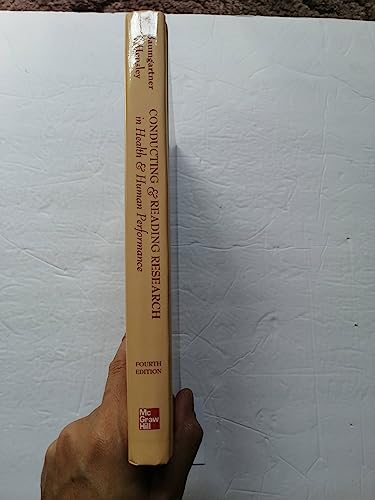 Baumgartner
& Hensley
CONDUCTING & READING RESEARCH
in Health & Human Performance
FOURTH
EDITION
Mc
Graw
Hill